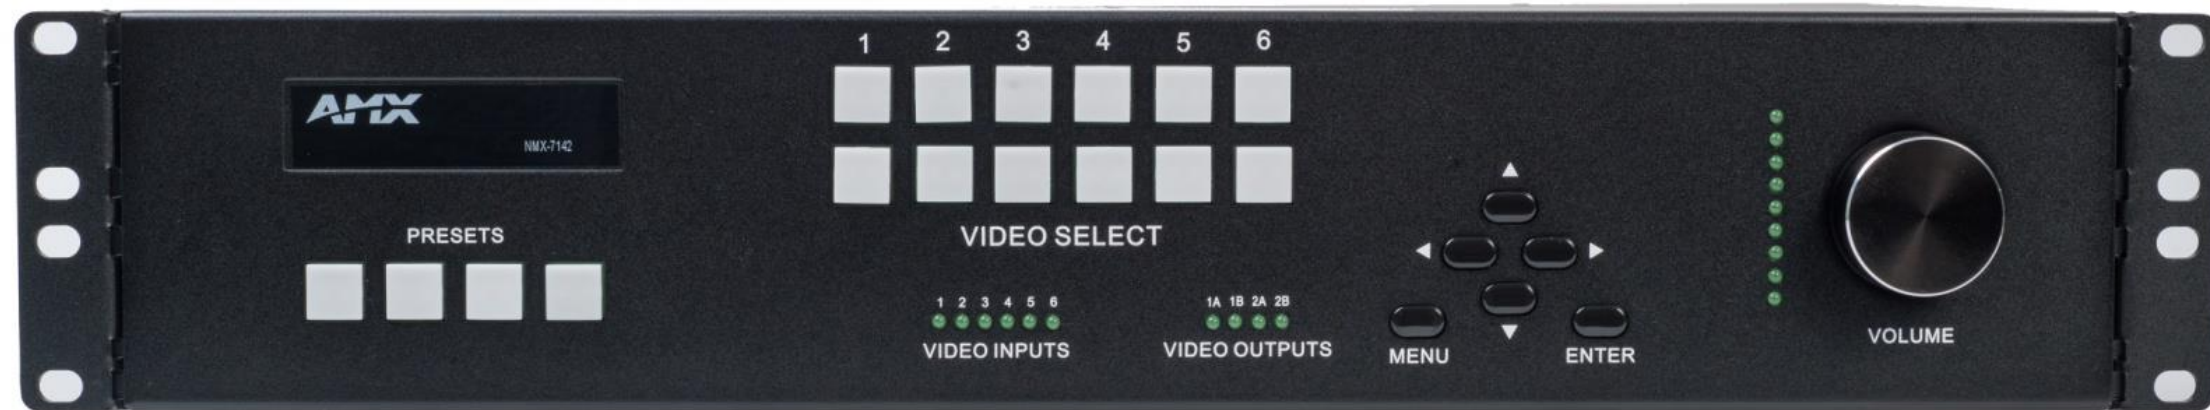 AMX
NMX-7142
PRESETS
1 2 3 4 5 6
VIDEO SELECT
1 2 3 4 5 6
VIDEO INPUTS
1A 1B 2A 2B
VIDEO OUTPUTS
MENU
ENTER
VOLUME